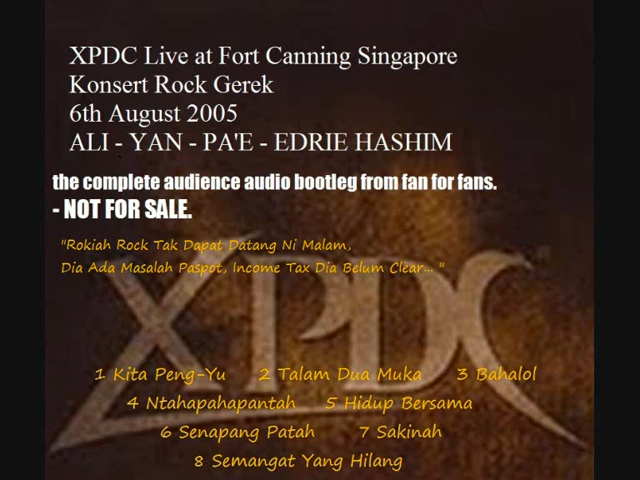 XPDC Live at Fort Canning Singapore
Konsert Rock Gerek
6th August 2005
ALI - YAN - PA'E - EDRIE HASHIM
the complete audience audio bootleg from fan for fans.
- NOT FOR SALE.
"Rokiah Rock Tak Dapat Datang Ni Malam,
Dia Ada Masalah Paspot, Income Tax Dia Belum Clear... "
XPDC
1 Kita Peng-Yu 2 Talam Dua Muka 3 Bahalol
4 Ntahapahapantah 5 Hidup Bersama
6 Senapang Patah 7 Sakinah
8 Semangat Yang Hilang